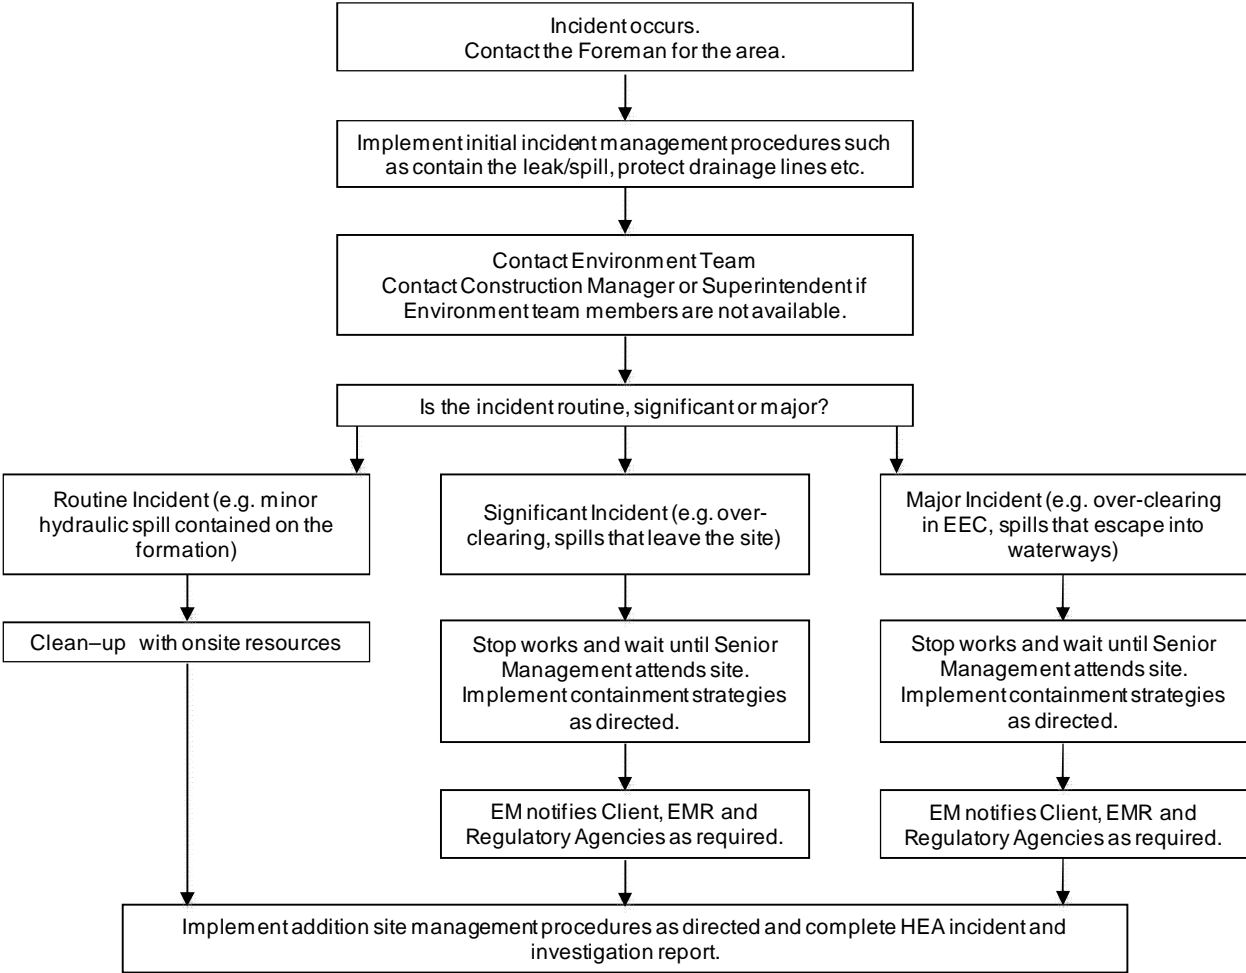 Incident occurs.
Contact the Foreman for the area.
Implement initial incident management procedures such
as contain the leak/spill, protect drainage lines etc.
Contact Environment Team
Contact Construction Manager or Superintendent if
Environment team members are not available.
Is the incident routine, significant or major?
Routine Incident (e.g. minor
hydraulic spill contained on the
formation)
Significant Incident (e.g. over-
clearing, spills that leave the site)
Major Incident (e.g. over-clearing
in EEC, spills that escape into
waterways)
Clean–up with onsite resources
Stop works and wait until Senior
Management attends site.
Implement containment strategies
as directed.
Stop works and wait until Senior
Management attends site.
Implement containment strategies
as directed.
EM notifies Client, EMR and
Regulatory Agencies as required.
EM notifies Client, EMR and
Regulatory Agencies as required.
Implement addition site management procedures as directed and complete HEA incident and
investigation report.